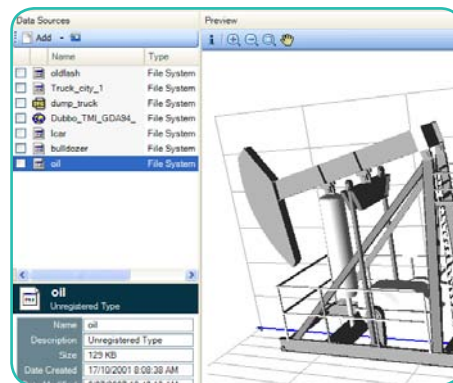 Data Sources
Preview
Add
Name Type
oldfash File System
Truck_city_1 File System
dump_truck File System
Dubbo_TMI_GDA94_ File System
lcar File System
bulldozer File System
oil File System
oil
Unregistered Type
Name oil
Description Unregistered Type
Size 129 KB
Date Created 17/10/2001 8:08:38 AM